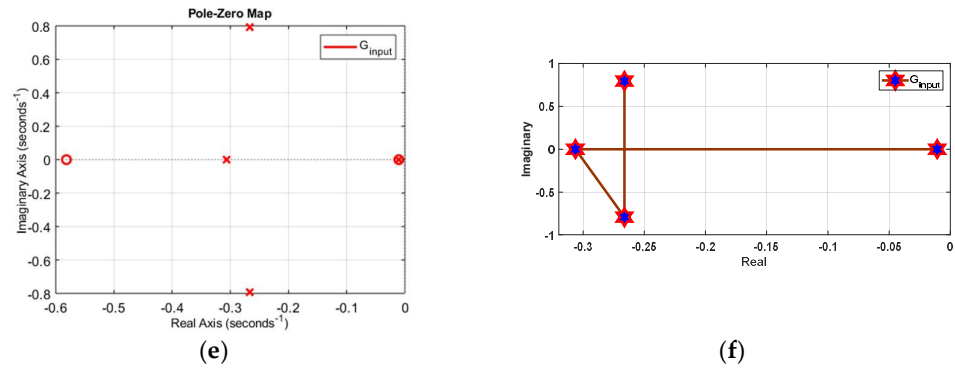 Pole-Zero Map
G_input
0.8
0.6
0.4
0.2
0
-0.2
-0.4
-0.6
-0.8
Imaginary Axis (seconds⁻¹)
-0.6 -0.5 -0.4 -0.3 -0.2 -0.1 0
Real Axis (seconds⁻¹)
(e)
G_input
1
0.5
0
-0.5
-1
Imaginary
-0.3 -0.25 -0.2 -0.15 -0.1 -0.05 0
Real
(f)